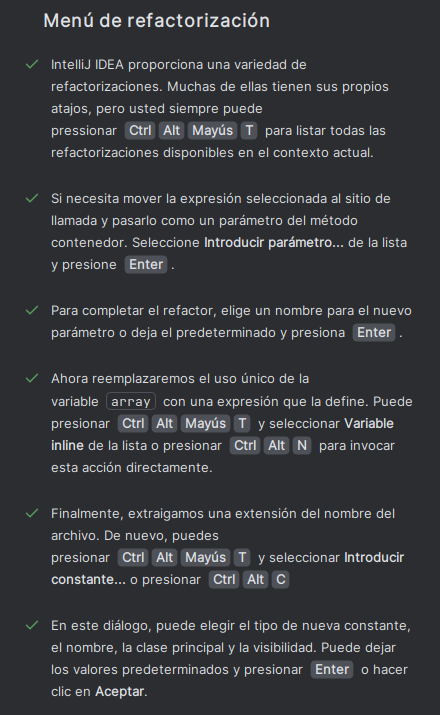 Menú de refactorización
IntelliJ IDEA proporciona una variedad de
refactorizaciones. Muchas de ellas tienen sus propios
atajos, pero usted siempre puede
pressionar Ctrl Alt Mayús T para listar todas las
refactorizaciones disponibles en el contexto actual.
Si necesita mover la expresión seleccionada al sitio de
llamada y pasarlo como un parámetro del método
contenedor. Seleccione Introducir parámetro... de la lista
y presione Enter.
Para completar el refactor, elige un nombre para el nuevo
parámetro o deja el predeterminado y presiona Enter.
Ahora reemplazaremos el uso único de la
variable array con una expresión que la define. Puede
presionar Ctrl Alt Mayús T y seleccionar Variable
inline de la lista o presionar Ctrl Alt N para invocar
esta acción directamente.
Finalmente, extraigamos una extensión del nombre del
archivo. De nuevo, puedes
presionar Ctrl Alt Mayús T y seleccionar Introducir
constante... o presionar Ctrl Alt C
En este diálogo, puede elegir el tipo de nueva constante,
el nombre, la clase principal y la visibilidad. Puede dejar
los valores predeterminados y presionar Enter o hacer
clic en Aceptar.